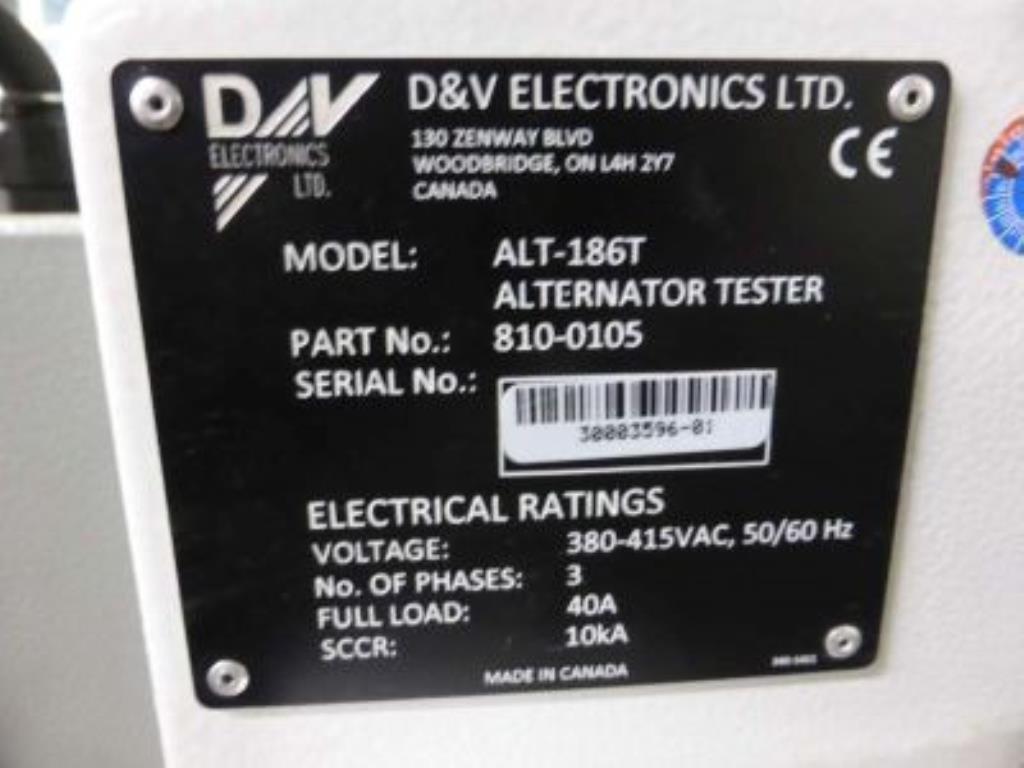 D&V
ELECTRONICS
LTD.
D&V ELECTRONICS LTD.
130 ZENWAY BLVD
WOODBRIDGE, ON L4H 2Y7
CANADA
CE
MODEL: ALT-186T
ALTERNATOR TESTER
PART No.: 810-0105
SERIAL No.:
30003596-01
ELECTRICAL RATINGS
VOLTAGE: 380-415VAC, 50/60 Hz
No. OF PHASES: 3
FULL LOAD: 40A
SCCR: 10kA
MADE IN CANADA